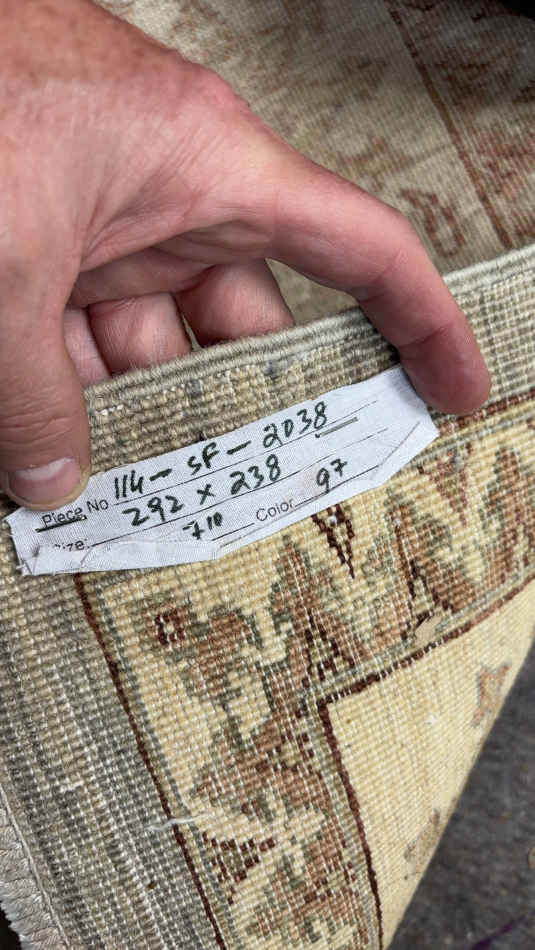 Piece No 114-SF-2038
Size: 292 x 238
710 Color 97